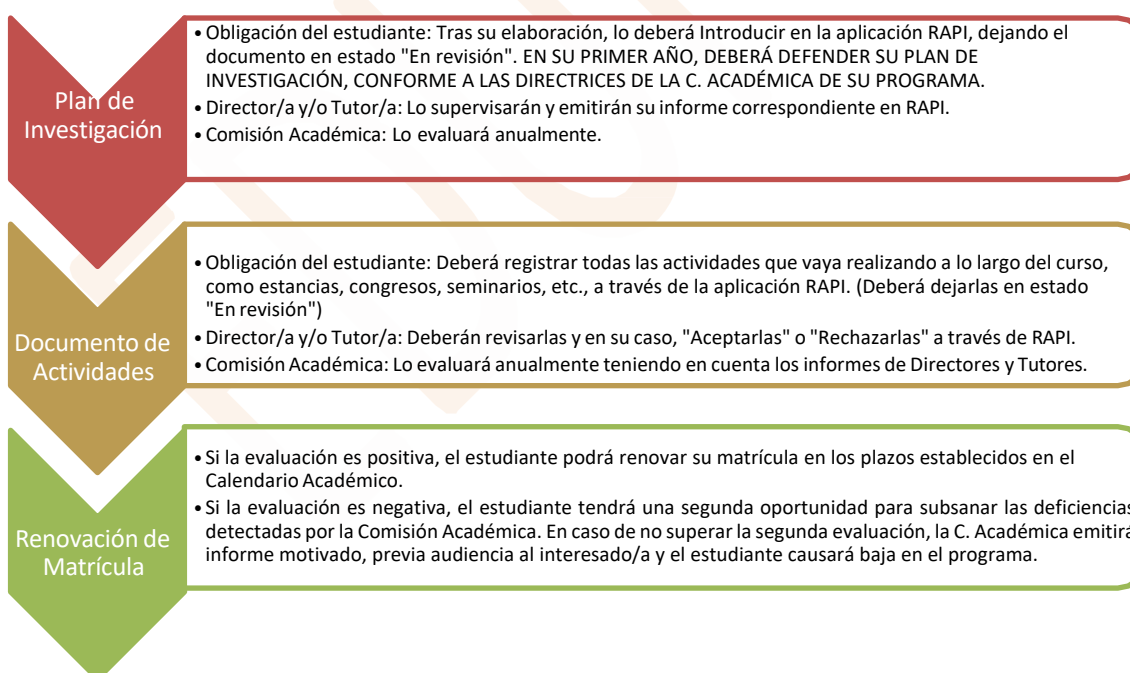 Plan de
Investigación
• Obligación del estudiante: Tras su elaboración, lo deberá Introducir en la aplicación RAPI, dejando el
documento en estado "En revisión". EN SU PRIMER AÑO, DEBERÁ DEFENDER SU PLAN DE
INVESTIGACIÓN, CONFORME A LAS DIRECTRICES DE LA C. ACADÉMICA DE SU PROGRAMA.
• Director/a y/o Tutor/a: Lo supervisarán y emitirán su informe correspondiente en RAPI.
• Comisión Académica: Lo evaluará anualmente.
Documento de
Actividades
• Obligación del estudiante: Deberá registrar todas las actividades que vaya realizando a lo largo del curso,
como estancias, congresos, seminarios, etc., a través de la aplicación RAPI. (Deberá dejarlas en estado
"En revisión")
• Director/a y/o Tutor/a: Deberán revisarlas y en su caso, "Aceptarlas" o "Rechazarlas" a través de RAPI.
• Comisión Académica: Lo evaluará anualmente teniendo en cuenta los informes de Directores y Tutores.
Renovación de
Matrícula
• Si la evaluación es positiva, el estudiante podrá renovar su matrícula en los plazos establecidos en el
Calendario Académico.
• Si la evaluación es negativa, el estudiante tendrá una segunda oportunidad para subsanar las deficiencias
detectadas por la Comisión Académica. En caso de no superar la segunda evaluación, la C. Académica emitirá
informe motivado, previa audiencia al interesado/a y el estudiante causará baja en el programa.